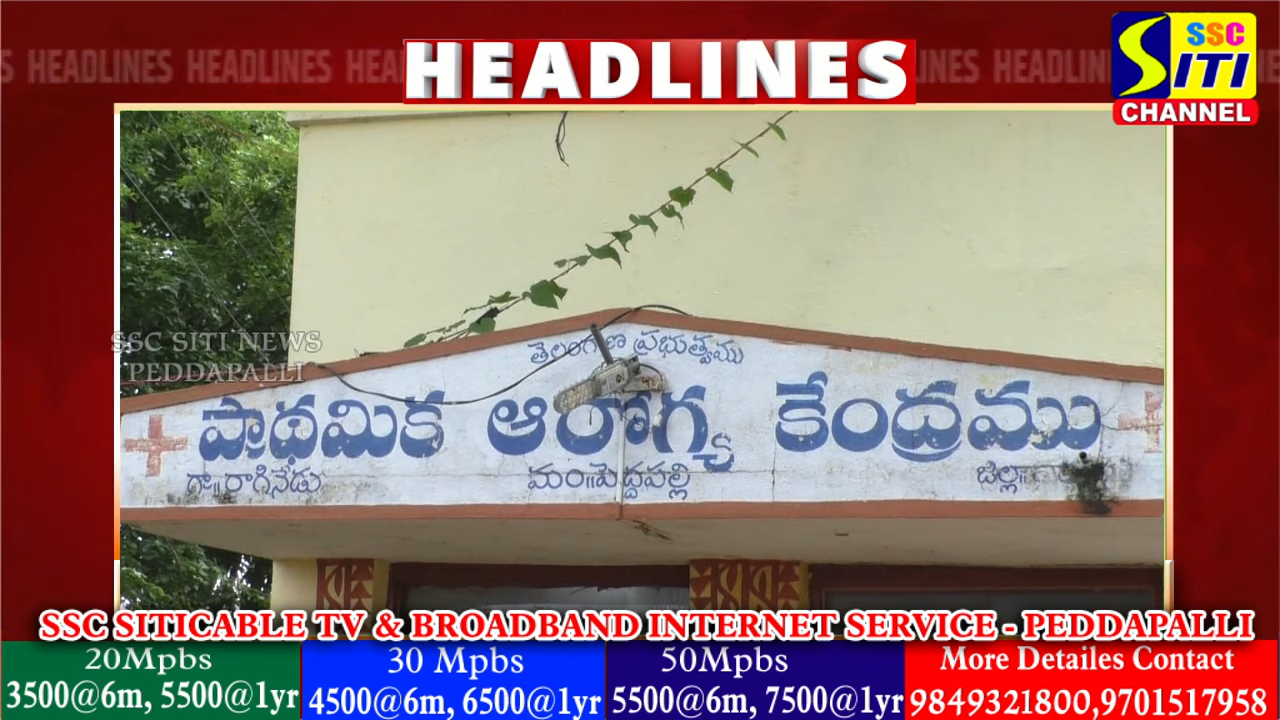 HEADLINES HEADLINES
HEADLINES
SSC
SITI
CHANNEL
SSC SITI NEWS
PEDDAPALLI
తెలంగాణ ప్రభుత్వము
ప్రాథమిక ఆరోగ్య కేంద్రము
గ్రా॥రాగినేడు మం॥పెద్దపల్లి జిల్లా
SSC SITICABLE TV & BROADBAND INTERNET SERVICE - PEDDAPALLI
20Mpbs 30 Mpbs 50Mpbs More Detailes Contact
3500@6m, 5500@1yr 4500@6m, 6500@1yr 5500@6m, 7500@1yr 9849321800,9701517958